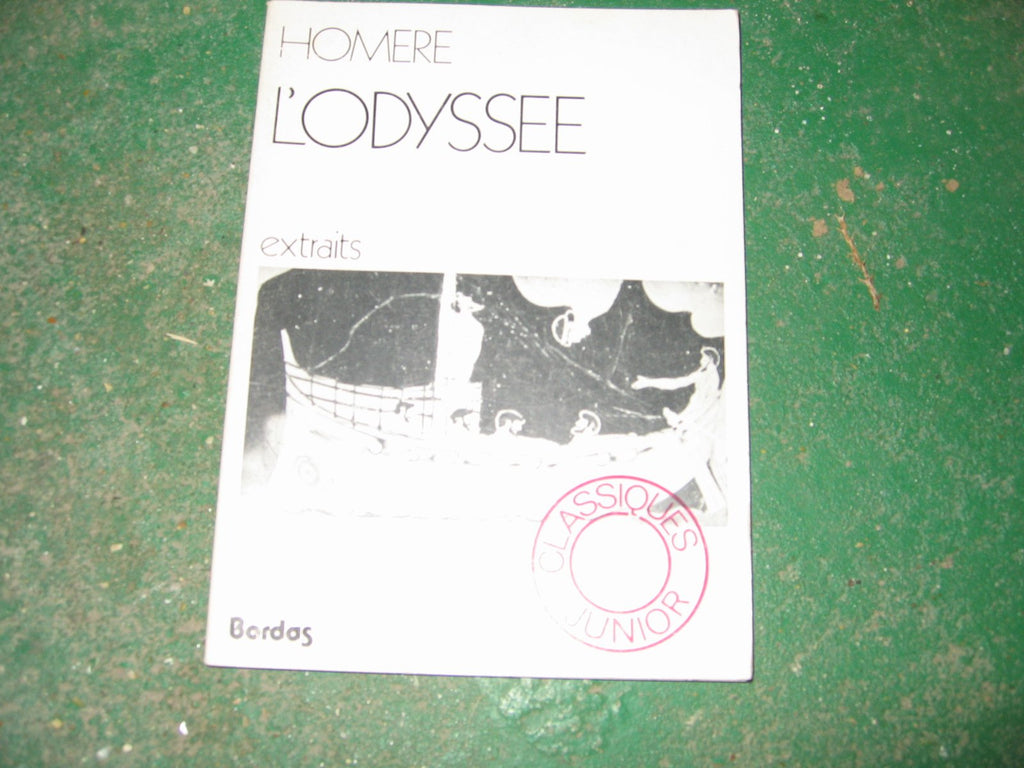 HOMERE
L'ODYSSEE
extraits
CLASSIQUES
JUNIOR
Bordas